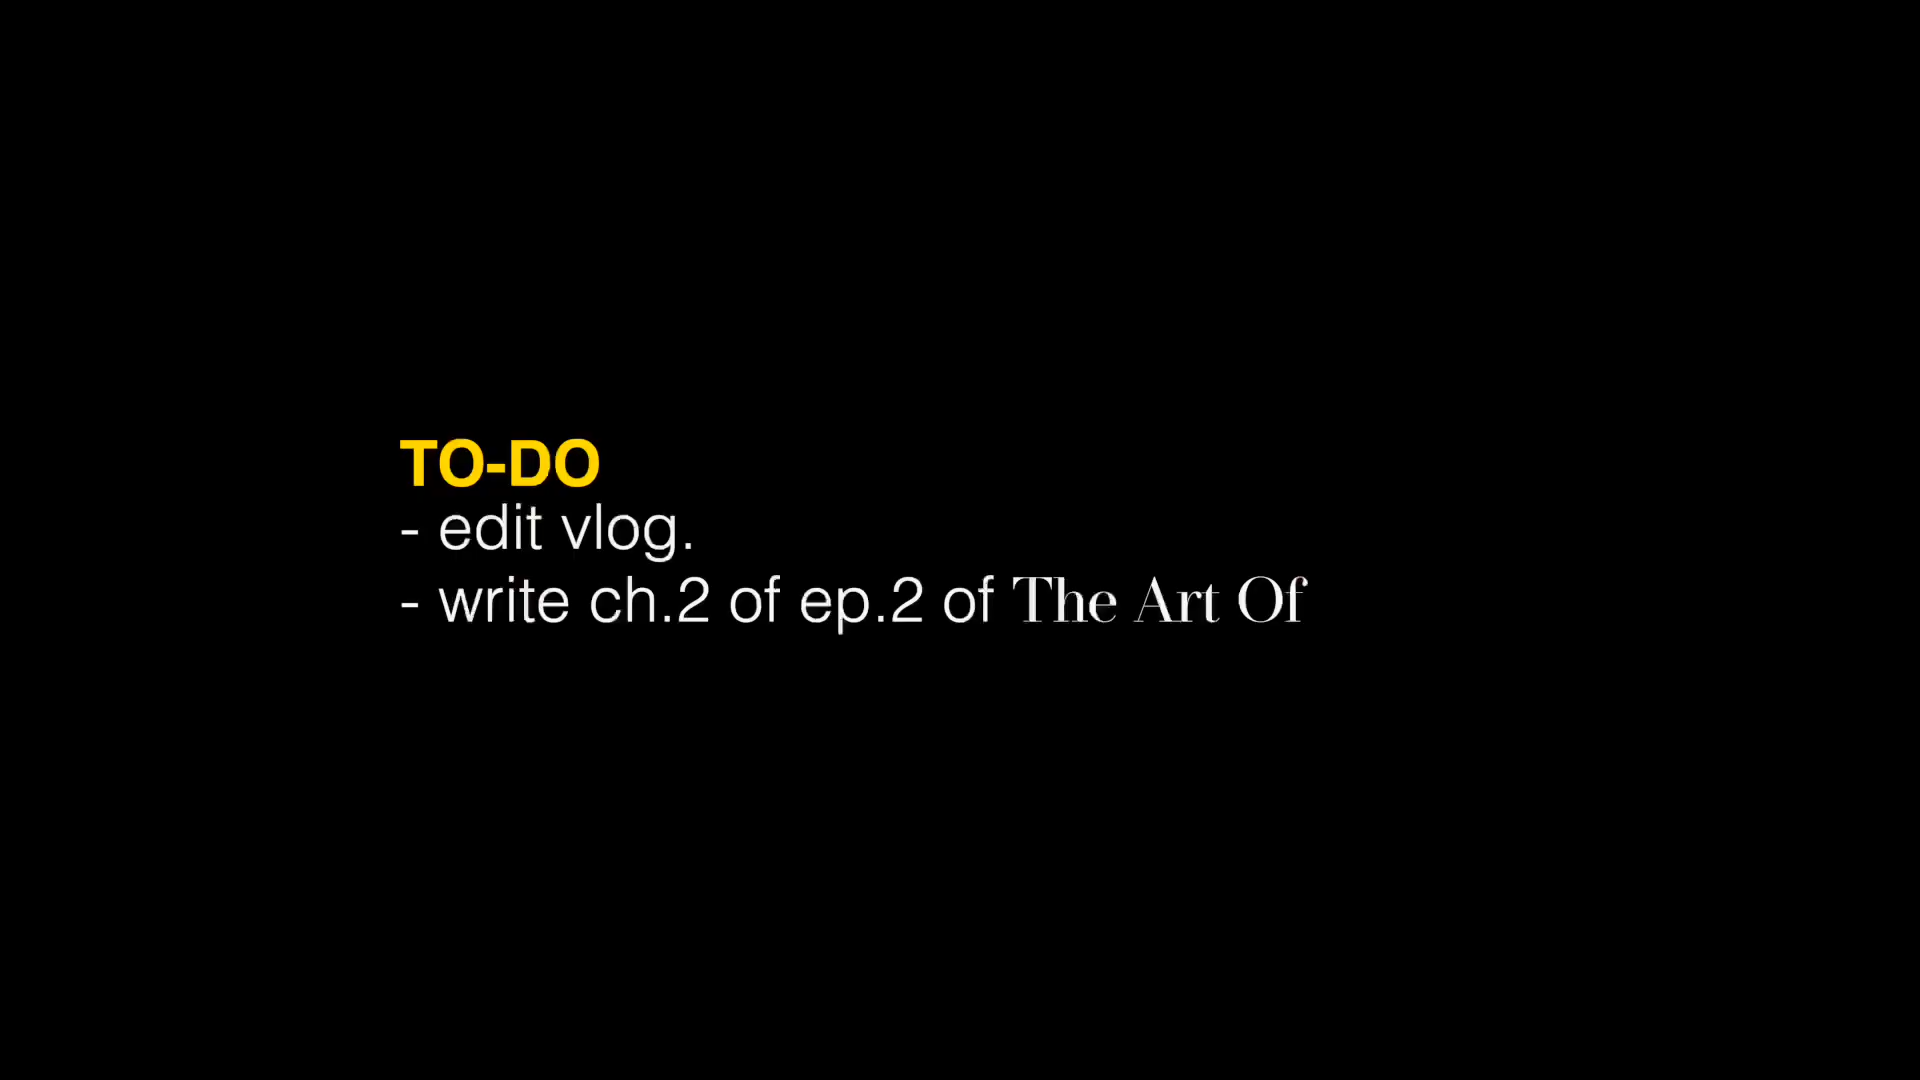 TO-DO
- edit vlog.
- write ch.2 of ep.2 of The Art Of